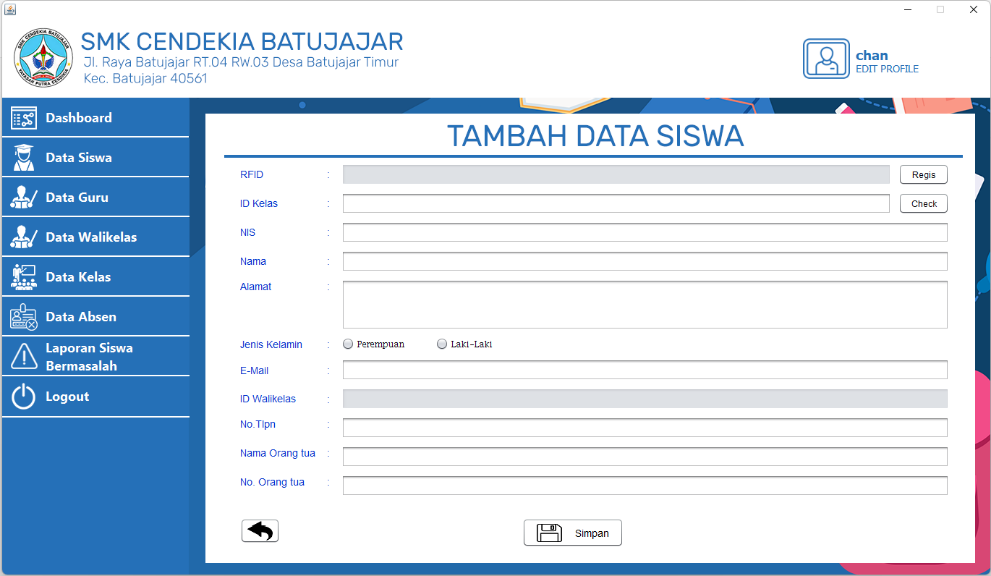 SMK CENDEKIA BATUJAJAR
Jl. Raya Batujajar RT.04 RW.03 Desa Batujajar Timur
Kec. Batujajar 40561
chan
EDIT PROFILE
Dashboard
Data Siswa
Data Guru
Data Walikelas
Data Kelas
Data Absen
Laporan Siswa
Bermasalah
Logout
TAMBAH DATA SISWA
RFID :
Regis
ID Kelas :
Check
NIS :
Nama :
Alamat :
Jenis Kelamin : Perempuan Laki-Laki
E-Mail :
ID Walikelas :
No.Tlpn :
Nama Orang tua :
No. Orang tua :
Simpan